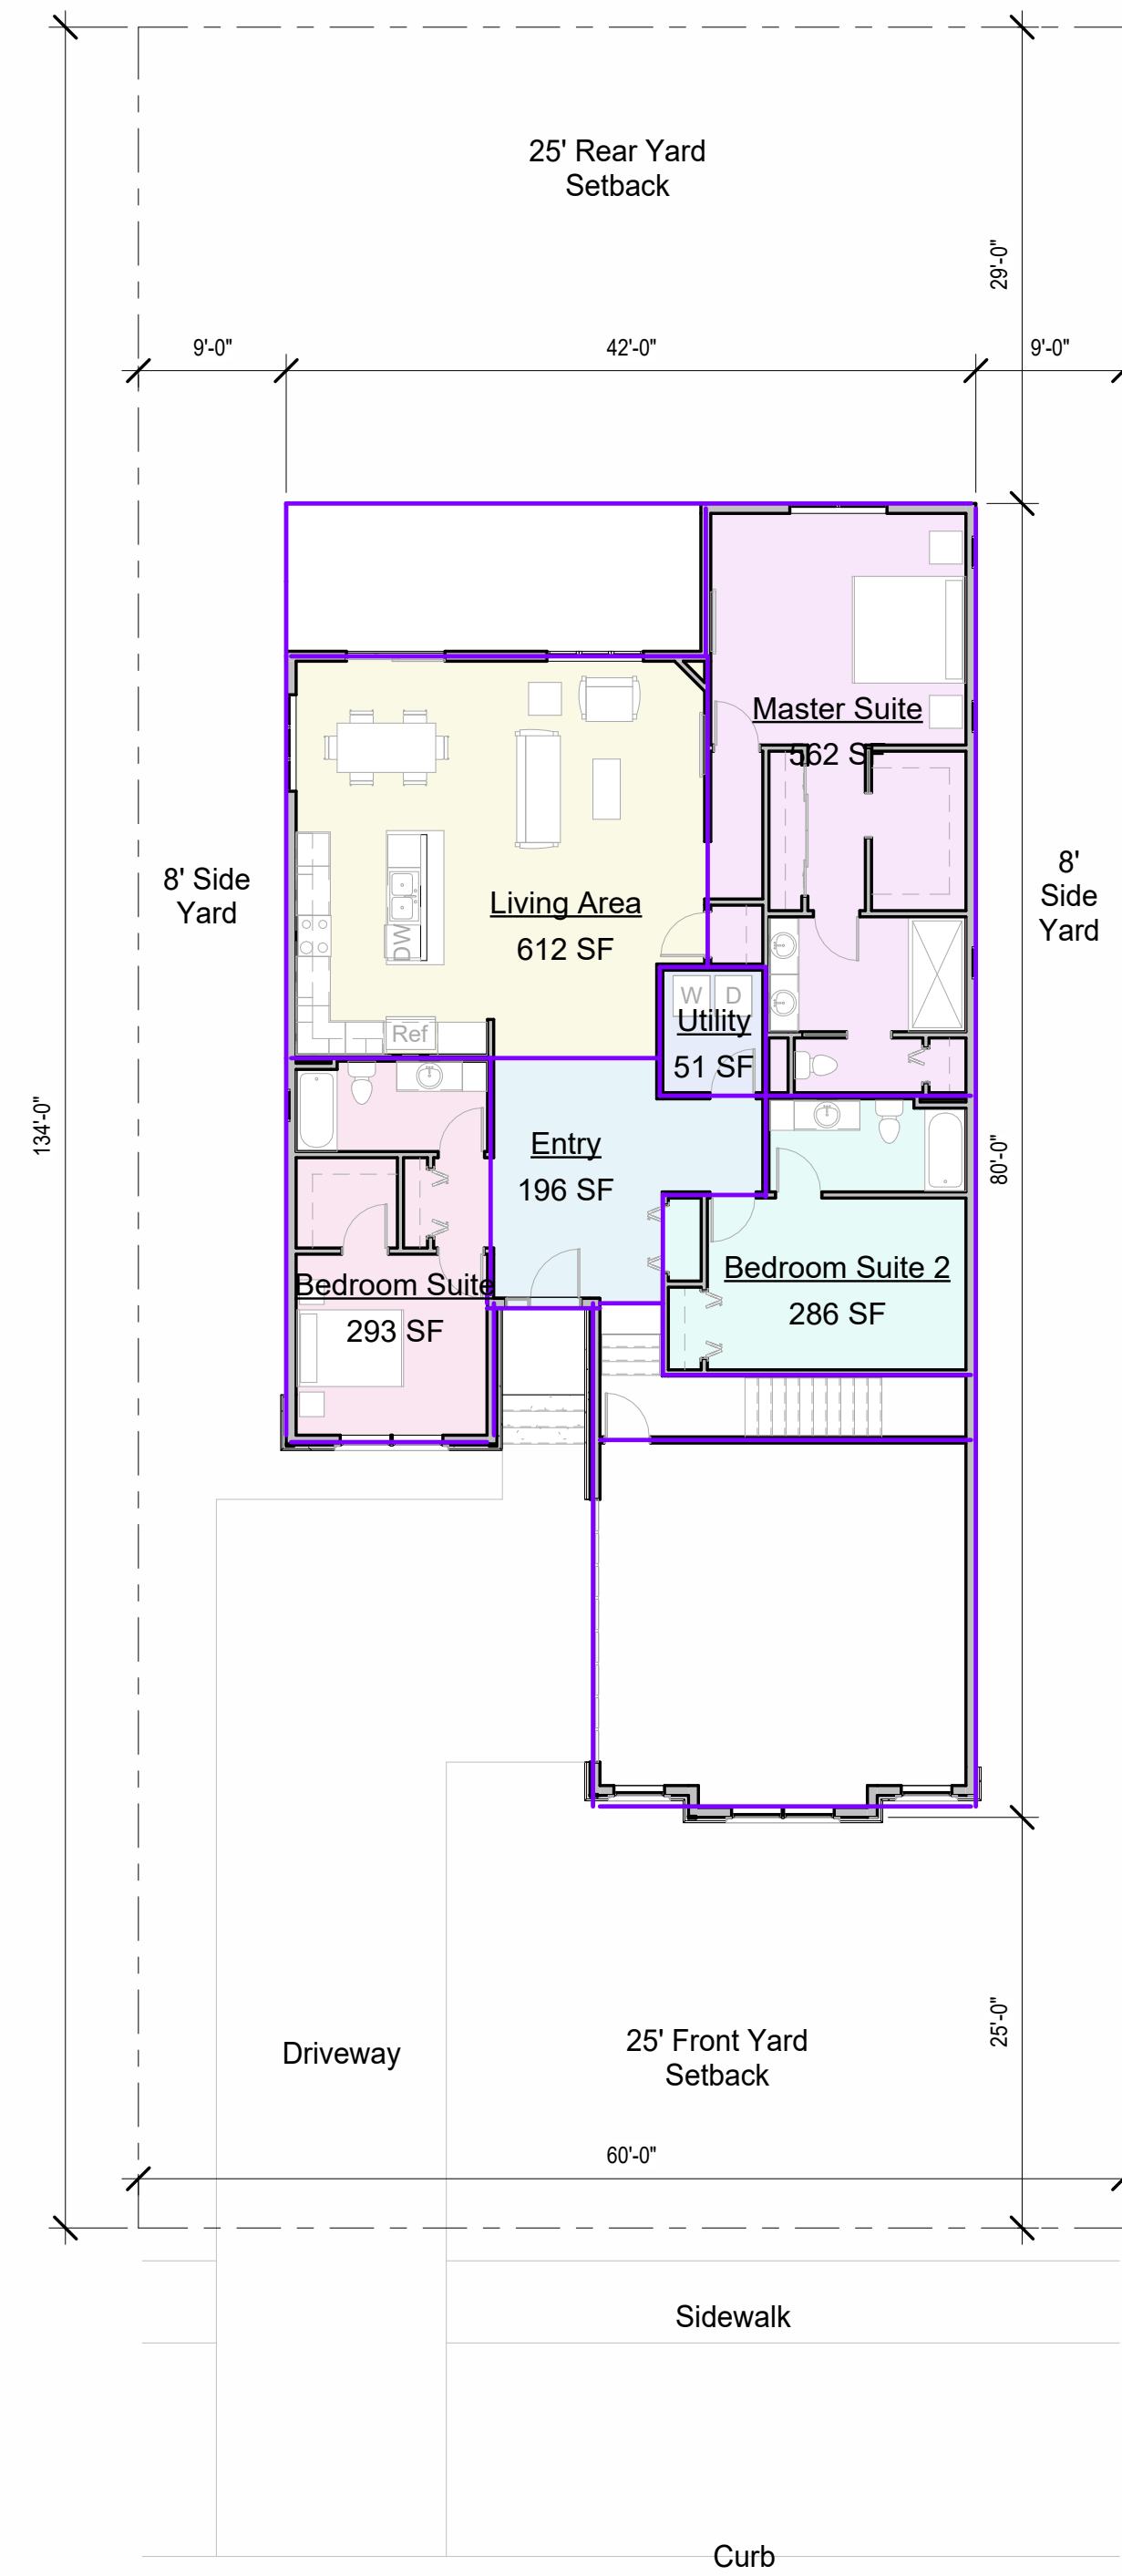 25' Rear Yard
Setback
29'-0"
9'-0"
42'-0"
9'-0"
Master Suite
562 SF
8' Side
Yard
Living Area
612 SF
8'
Side
Yard
DW
W
D
Utility
51 SF
Ref
134'-0"
Entry
196 SF
80'-0"
Bedroom Suite
293 SF
Bedroom Suite 2
286 SF
25'-0"
Driveway
25' Front Yard
Setback
60'-0"
Sidewalk
Curb